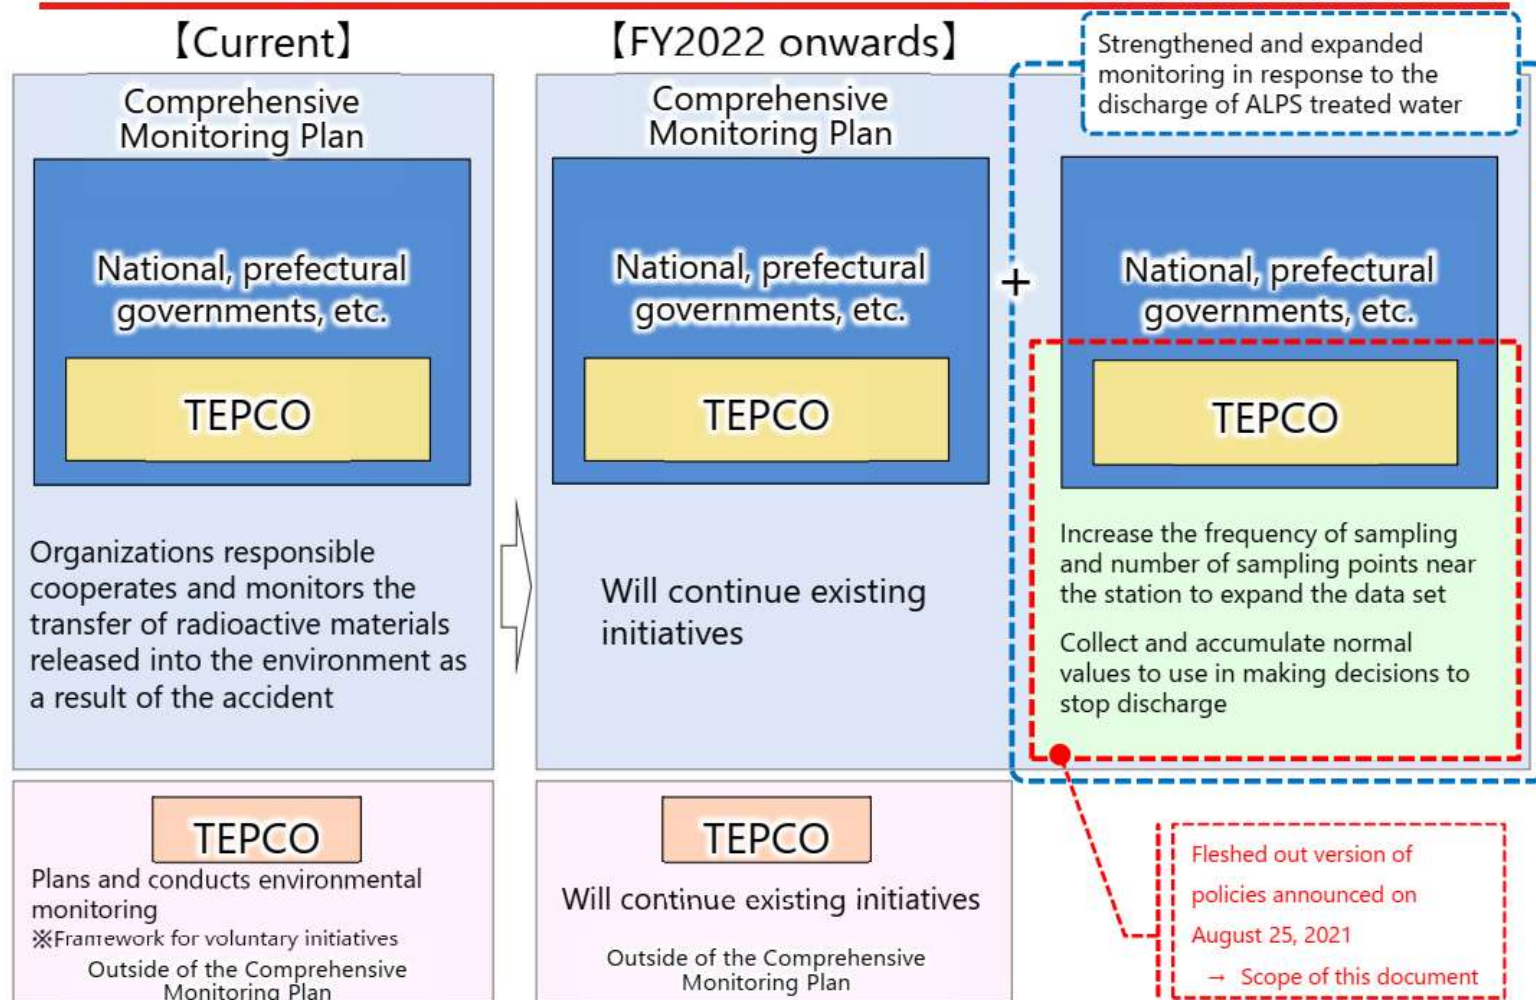 【Current】
Comprehensive
Monitoring Plan
National, prefectural
governments, etc.
TEPCO
Organizations responsible
cooperates and monitors the
transfer of radioactive materials
released into the environment as
a result of the accident
TEPCO
Plans and conducts environmental
monitoring
※Framework for voluntary initiatives
Outside of the Comprehensive
Monitoring Plan
【FY2022 onwards】
Comprehensive
Monitoring Plan
National, prefectural
governments, etc.
TEPCO
Will continue existing
initiatives
TEPCO
Will continue existing initiatives
Outside of the Comprehensive
Monitoring Plan
+
Strengthened and expanded
monitoring in response to the
discharge of ALPS treated water
National, prefectural
governments, etc.
TEPCO
Increase the frequency of sampling
and number of sampling points near
the station to expand the data set
Collect and accumulate normal
values to use in making decisions to
stop discharge
Fleshed out version of
policies announced on
August 25, 2021
→ Scope of this document